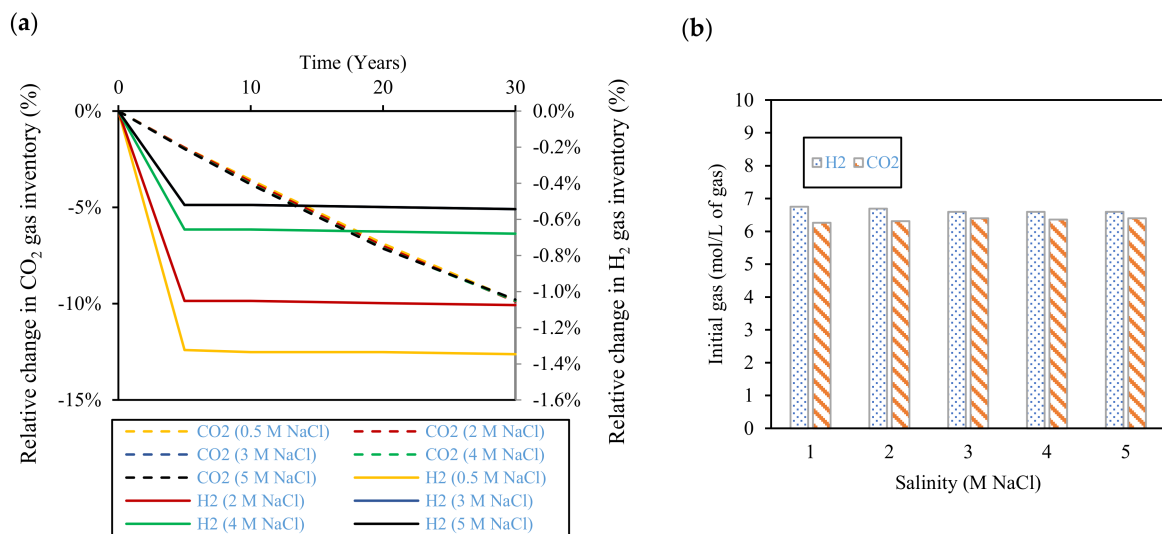 (a)
Time (Years)
0 10 20 30
Relative change in CO2 gas inventory (%)
0%
-5%
-10%
-15%
0.0%
-0.2%
-0.4%
-0.6%
-0.8%
-1.0%
-1.2%
-1.4%
-1.6%
Relative change in H2 gas inventory (%)
CO2 (0.5 M NaCl) CO2 (2 M NaCl)
CO2 (3 M NaCl) CO2 (4 M NaCl)
CO2 (5 M NaCl) H2 (0.5 M NaCl)
H2 (2 M NaCl) H2 (3 M NaCl)
H2 (4 M NaCl) H2 (5 M NaCl)
(b)
Initial gas (mol/L of gas)
10
9
8
7
6
5
4
3
2
1
0
H2 CO2
1 2 3 4 5
Salinity (M NaCl)